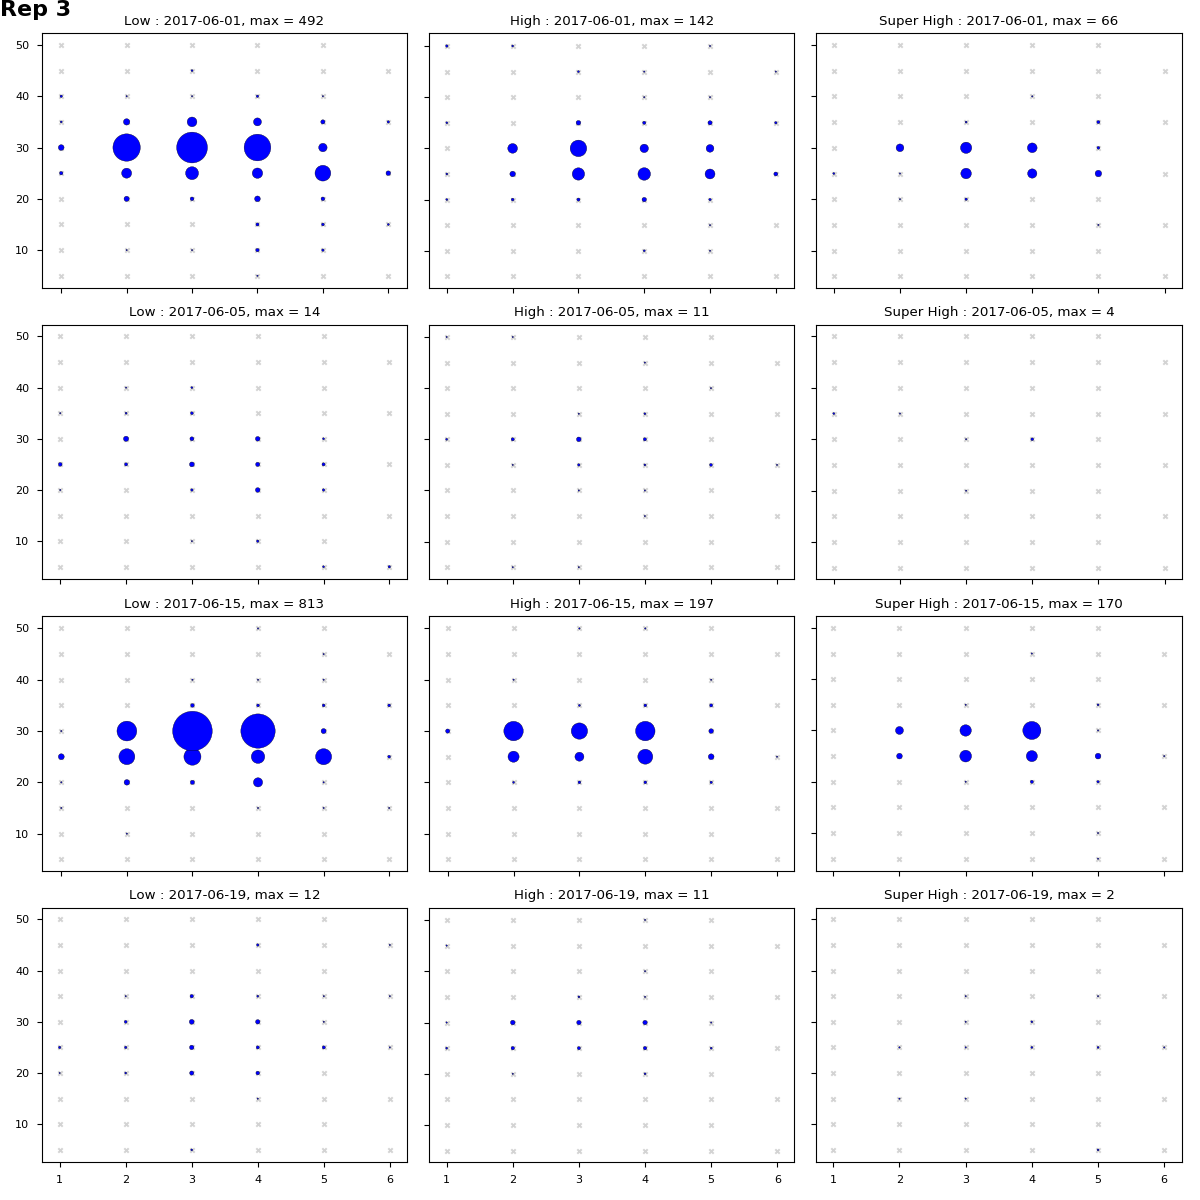 Rep 3
Low : 2017-06-01, max = 492
High : 2017-06-01, max = 142
Super High : 2017-06-01, max = 66
50
40
30
20
10
Low : 2017-06-05, max = 14
High : 2017-06-05, max = 11
Super High : 2017-06-05, max = 4
50
40
30
20
10
Low : 2017-06-15, max = 813
High : 2017-06-15, max = 197
Super High : 2017-06-15, max = 170
50
40
30
20
10
Low : 2017-06-19, max = 12
High : 2017-06-19, max = 11
Super High : 2017-06-19, max = 2
50
40
30
20
10
1 2 3 4 5 6
1 2 3 4 5 6
1 2 3 4 5 6